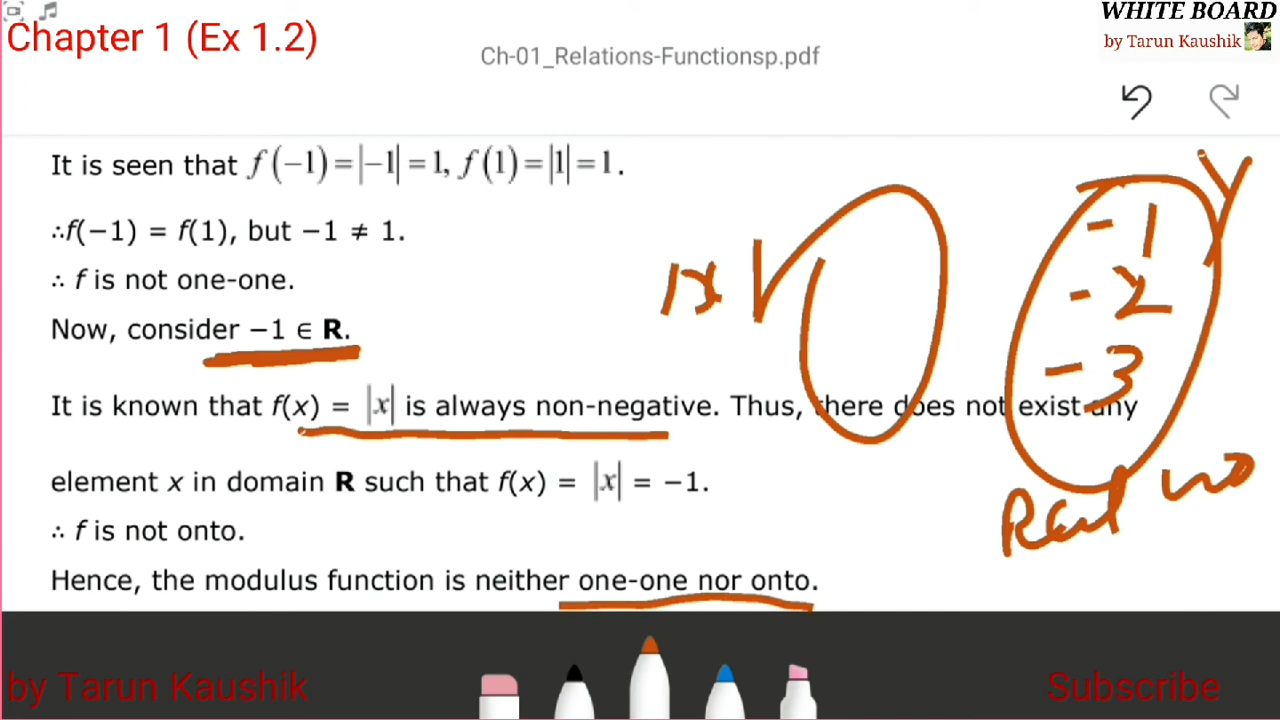 WHITE BOARD
Chapter 1 (Ex 1.2)
by Tarun Kaushik
Ch-01_Relations-Functionsp.pdf
It is seen that f(−1)=|−1|=1, f(1)=|1|=1.
∴f(−1) = f(1), but −1 ≠ 1.
∴ f is not one-one.
Now, consider −1 ∈ R.
It is known that f(x) = |x| is always non-negative. Thus, there does not exist any
element x in domain R such that f(x) = |x| = −1.
∴ f is not onto.
Hence, the modulus function is neither one-one nor onto.
|x|
Y
-1
-2
-3
Real no
by Tarun Kaushik
Subscribe